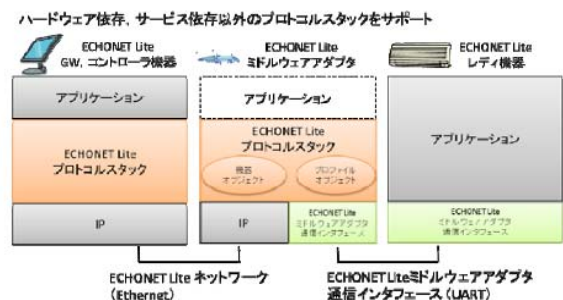 ハードウェア依存，サービス依存以外のプロトコルスタックをサポート
ECHONET Lite
GW，コントローラ機器
ECHONET Lite
ミドルウェアアダプタ
ECHONET Lite
レディ機器
アプリケーション
アプリケーション
アプリケーション
ECHONET Lite
プロトコルスタック
ECHONET Lite
プロトコルスタック
機器
オブジェクト
プロファイル
オブジェクト
IP
IP
ECHONET Lite
ミドルウェアアダプタ
通信インタフェース
ECHONET Lite
ミドルウェアアダプタ
通信インタフェース
ECHONET Lite ネットワーク
(Ethernet)
ECHONET Liteミドルウェアアダプタ
通信インタフェース (UART)